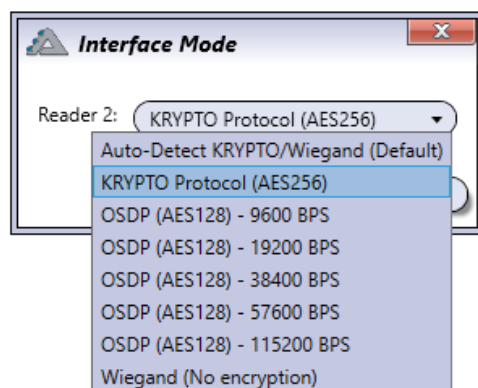 Interface Mode
Reader 2: KRYPTO Protocol (AES256)
Auto-Detect KRYPTO/Wiegand (Default)
KRYPTO Protocol (AES256)
OSDP (AES128) - 9600 BPS
OSDP (AES128) - 19200 BPS
OSDP (AES128) - 38400 BPS
OSDP (AES128) - 57600 BPS
OSDP (AES128) - 115200 BPS
Wiegand (No encryption)